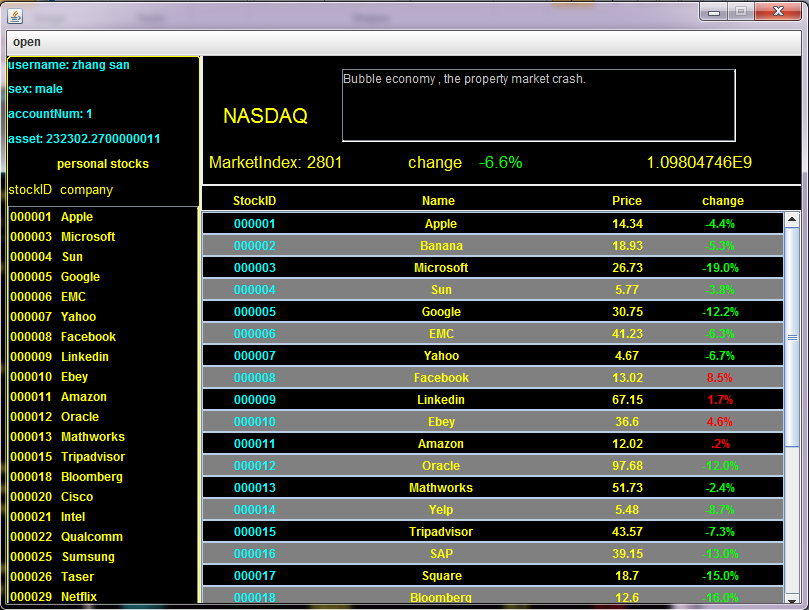 open
username: zhang san
sex: male
accountNum: 1
asset: 232302.2700000011
personal stocks
stockID company
000001 Apple
000003 Microsoft
000004 Sun
000005 Google
000006 EMC
000007 Yahoo
000008 Facebook
000009 Linkedin
000010 Ebey
000011 Amazon
000012 Oracle
000013 Mathworks
000015 Tripadvisor
000018 Bloomberg
000020 Cisco
000021 Intel
000022 Qualcomm
000025 Sumsung
000026 Taser
000029 Netflix
Bubble economy , the property market crash.
NASDAQ
MarketIndex: 2801 change -6.6% 1.09804746E9
StockID Name Price change
000001 Apple 14.34 -4.4%
000002 Banana 18.93 -5.3%
000003 Microsoft 26.73 -19.0%
000004 Sun 5.77 -3.8%
000005 Google 30.75 -12.2%
000006 EMC 41.23 -6.3%
000007 Yahoo 4.67 -6.7%
000008 Facebook 13.02 8.5%
000009 Linkedin 67.15 1.7%
000010 Ebey 36.6 4.6%
000011 Amazon 12.02 .2%
000012 Oracle 97.68 -12.0%
000013 Mathworks 51.73 -2.4%
000014 Yelp 5.48 -8.7%
000015 Tripadvisor 43.57 -7.3%
000016 SAP 39.15 -13.0%
000017 Square 18.7 -15.0%
000018 Bloomberg 12.6 -16.0%